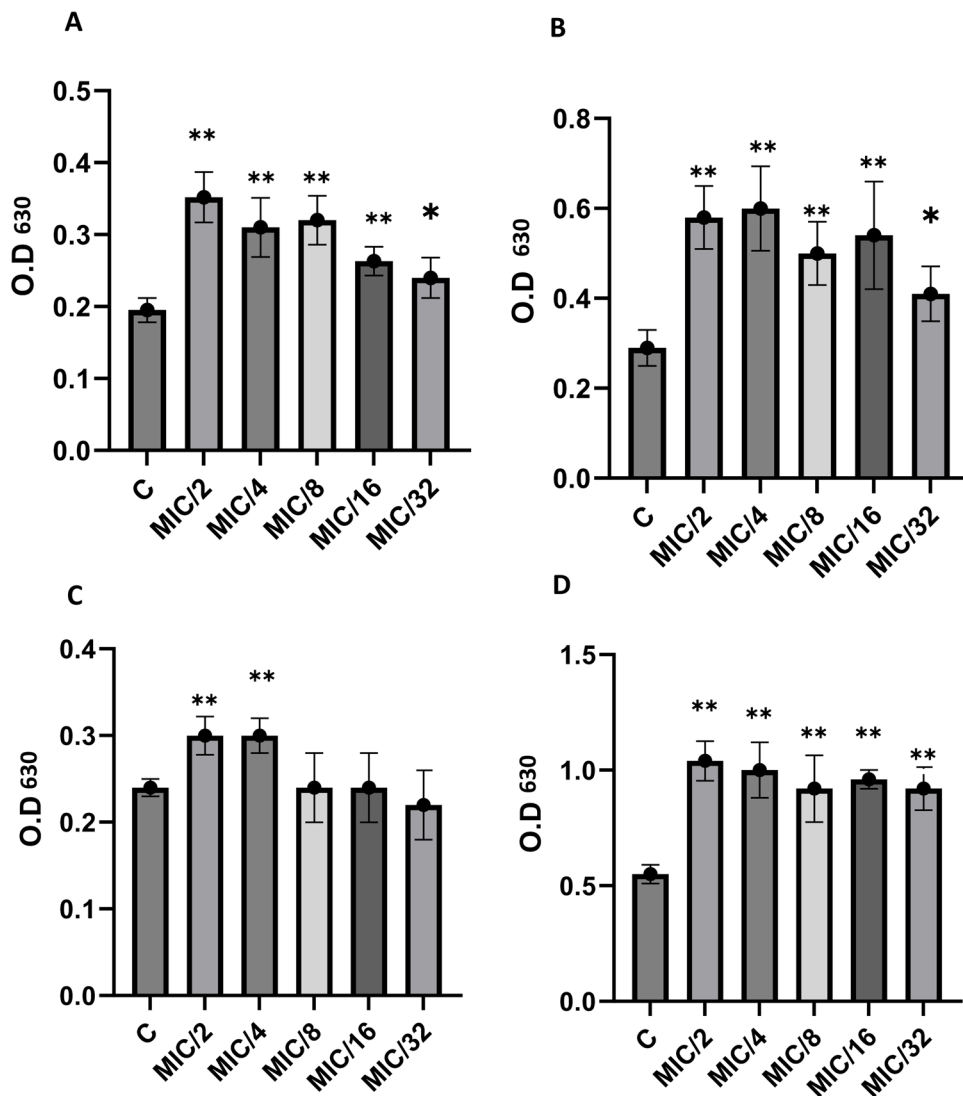 A
O.D 630
0.5
0.4
0.3
0.2
0.1
0.0
** ** ** ** *
C MIC/2 MIC/4 MIC/8 MIC/16 MIC/32
B
O.D 630
0.8
0.6
0.4
0.2
0.0
** ** ** ** *
C MIC/2 MIC/4 MIC/8 MIC/16 MIC/32
C
O.D 630
0.4
0.3
0.2
0.1
0.0
** **
C MIC/2 MIC/4 MIC/8 MIC/16 MIC/32
D
O.D 630
1.5
1.0
0.5
0.0
** ** ** ** **
C MIC/2 MIC/4 MIC/8 MIC/16 MIC/32